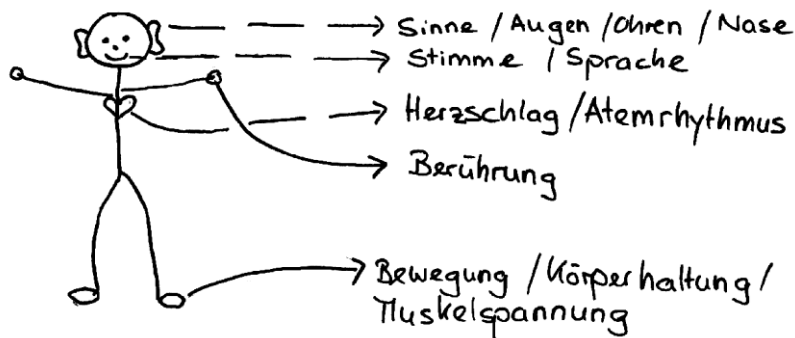 Sinne / Augen / Ohren / Nase
Stimme / Sprache
Herzschlag / Atemrhythmus
Berührung
Bewegung / Körperhaltung /
Muskelspannung